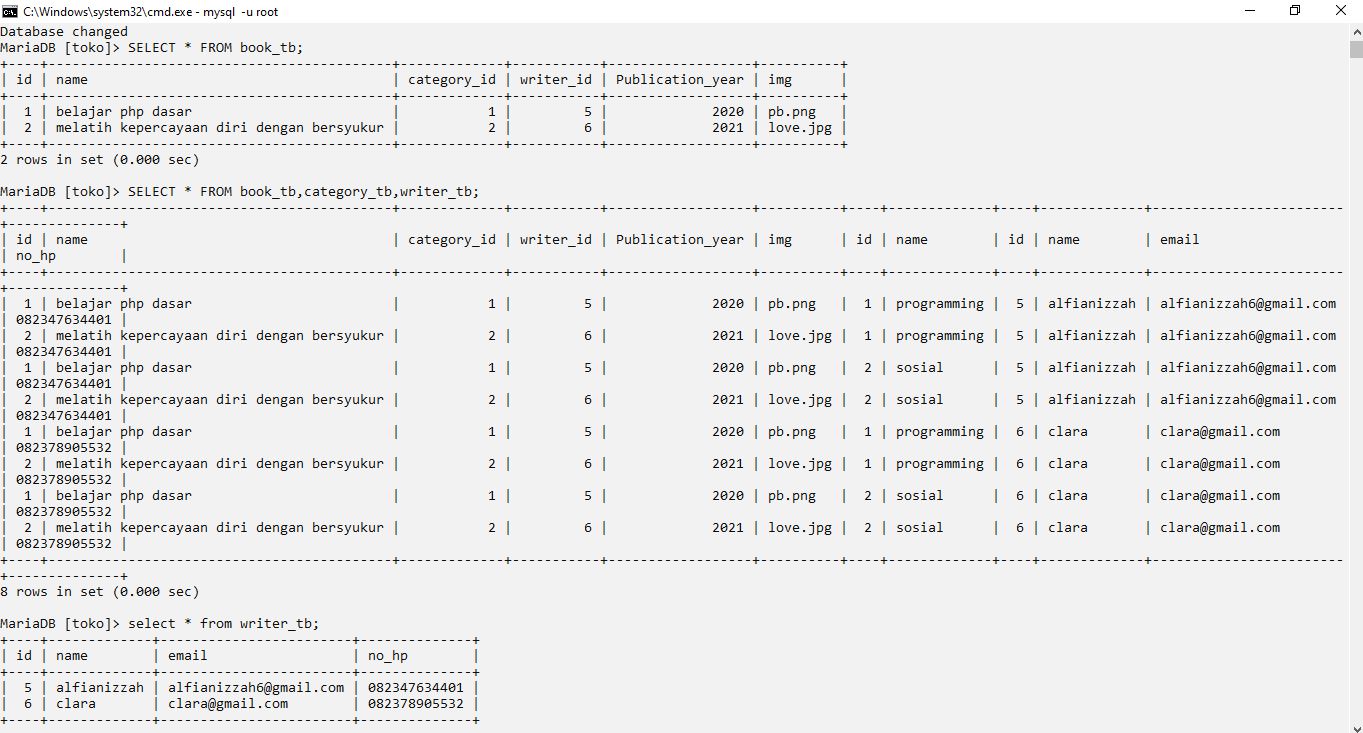 C:\Windows\system32\cmd.exe - mysql  -u root
Database changed
MariaDB [toko]> SELECT * FROM book_tb;
+----+------------------------------------------+-------------+-----------+------------------+----------+
| id | name                                     | category_id | writer_id | Publication_year | img      |
+----+------------------------------------------+-------------+-----------+------------------+----------+
|  1 | belajar php dasar                        |           1 |         5 |             2020 | pb.png   |
|  2 | melatih kepercayaan diri dengan bersyukur |           2 |         6 |             2021 | love.jpg |
+----+------------------------------------------+-------------+-----------+------------------+----------+
2 rows in set (0.000 sec)
MariaDB [toko]> SELECT * FROM book_tb,category_tb,writer_tb;
+----+------------------------------------------+-------------+-----------+------------------+----------+----+-------------+----+-------------+------------------------
+--------------+
| id | name                                     | category_id | writer_id | Publication_year | img      | id | name        | id | name        | email
| no_hp        |
+----+------------------------------------------+-------------+-----------+------------------+----------+----+-------------+----+-------------+------------------------
+--------------+
|  1 | belajar php dasar                        |           1 |         5 |             2020 | pb.png   |  1 | programming |  5 | alfianizzah | alfianizzah6@gmail.com
| 082347634401 |
|  2 | melatih kepercayaan diri dengan bersyukur |           2 |         6 |             2021 | love.jpg |  1 | programming |  5 | alfianizzah | alfianizzah6@gmail.com
| 082347634401 |
|  1 | belajar php dasar                        |           1 |         5 |             2020 | pb.png   |  2 | sosial      |  5 | alfianizzah | alfianizzah6@gmail.com
| 082347634401 |
|  2 | melatih kepercayaan diri dengan bersyukur |           2 |         6 |             2021 | love.jpg |  2 | sosial      |  5 | alfianizzah | alfianizzah6@gmail.com
| 082347634401 |
|  1 | belajar php dasar                        |           1 |         5 |             2020 | pb.png   |  1 | programming |  6 | clara       | clara@gmail.com
| 082378905532 |
|  2 | melatih kepercayaan diri dengan bersyukur |           2 |         6 |             2021 | love.jpg |  1 | programming |  6 | clara       | clara@gmail.com
| 082378905532 |
|  1 | belajar php dasar                        |           1 |         5 |             2020 | pb.png   |  2 | sosial      |  6 | clara       | clara@gmail.com
| 082378905532 |
|  2 | melatih kepercayaan diri dengan bersyukur |           2 |         6 |             2021 | love.jpg |  2 | sosial      |  6 | clara       | clara@gmail.com
| 082378905532 |
+----+------------------------------------------+-------------+-----------+------------------+----------+----+-------------+----+-------------+------------------------
+--------------+
8 rows in set (0.000 sec)
MariaDB [toko]> select * from writer_tb;
+----+-------------+------------------------+--------------+
| id | name        | email                  | no_hp        |
+----+-------------+------------------------+--------------+
|  5 | alfianizzah | alfianizzah6@gmail.com | 082347634401 |
|  6 | clara       | clara@gmail.com        | 082378905532 |
+----+-------------+------------------------+--------------+